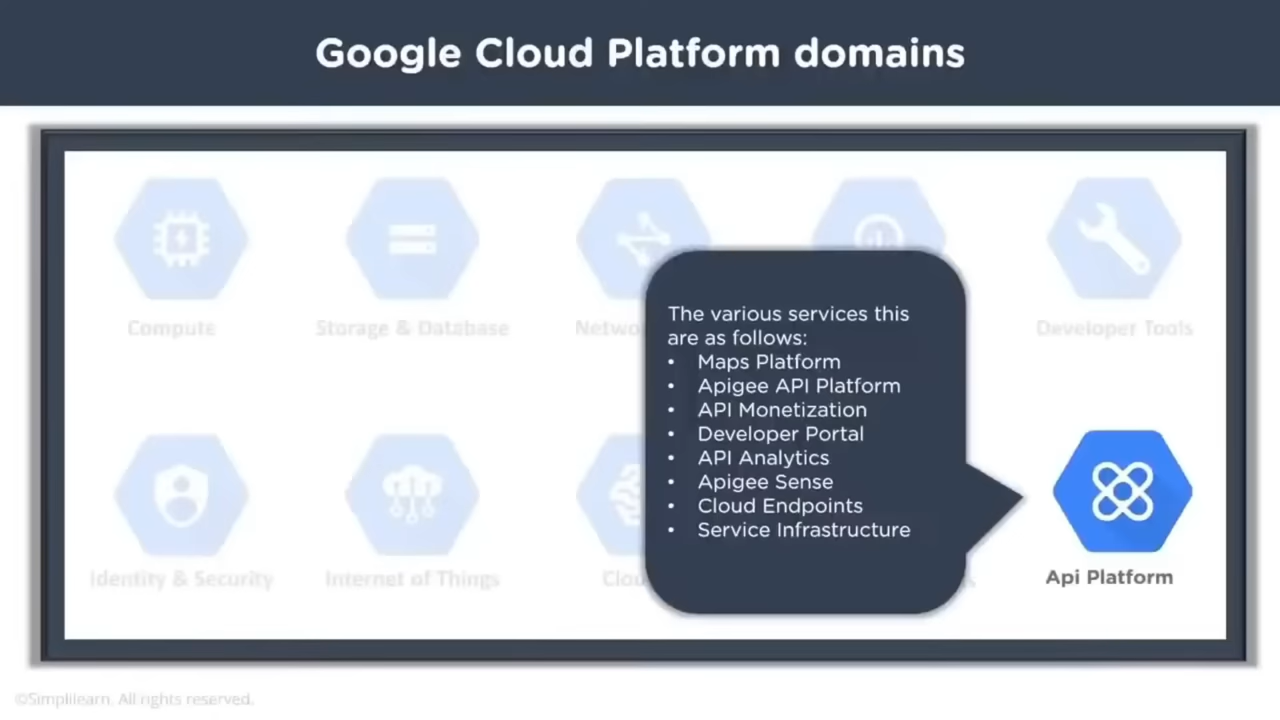 Google Cloud Platform domains
Compute
Storage & Database
Developer Tools
The various services this
are as follows:
• Maps Platform
• Apigee API Platform
• API Monetization
• Developer Portal
• API Analytics
• Apigee Sense
• Cloud Endpoints
• Service Infrastructure
Identity & Security
Internet of Things
Api Platform
©Simplilearn. All rights reserved.